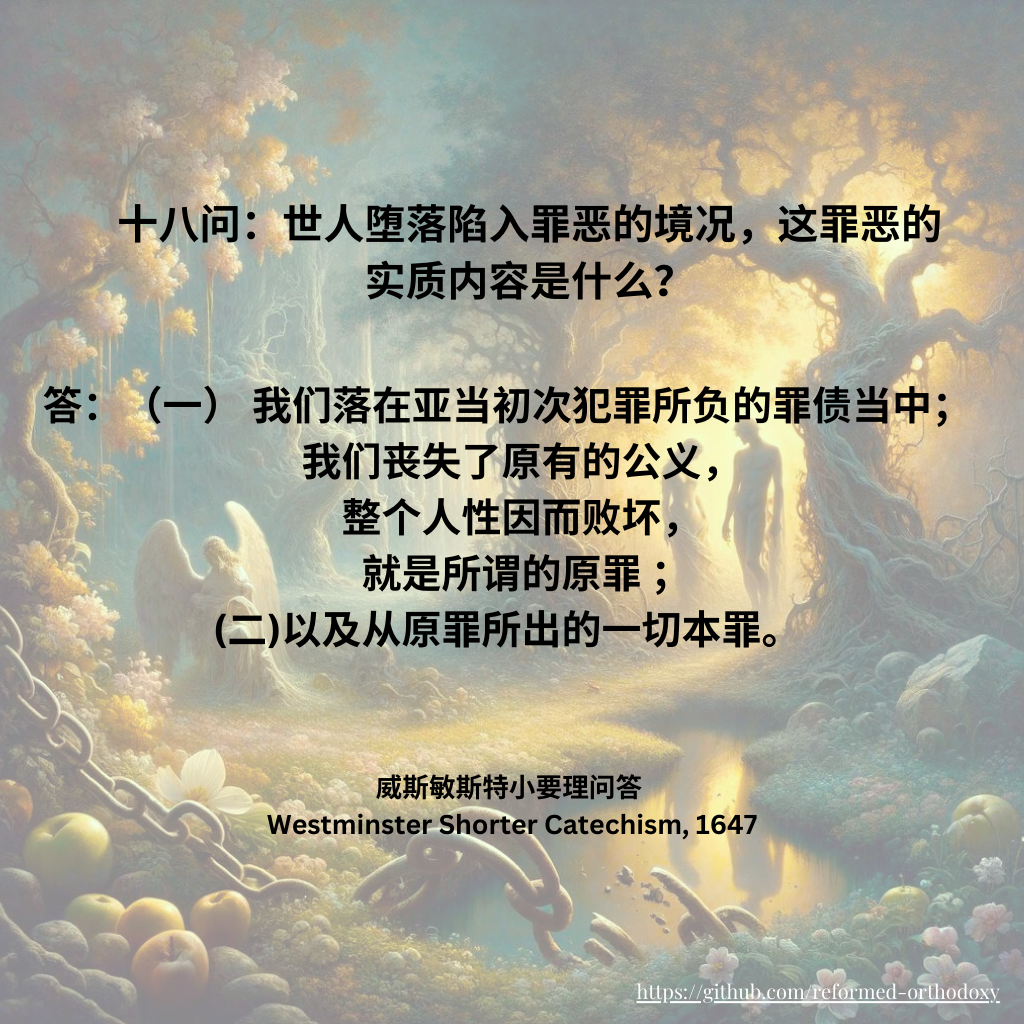 十八问：世人堕落陷入罪恶的境况，这罪恶的
实质内容是什么？
答：（一） 我们落在亚当初次犯罪所负的罪债当中；
我们丧失了原有的公义，
整个人性因而败坏，
就是所谓的原罪 ；
(二)以及从原罪所出的一切本罪。
威斯敏斯特小要理问答
Westminster Shorter Catechism, 1647
https://github.com/reformed-orthodoxy